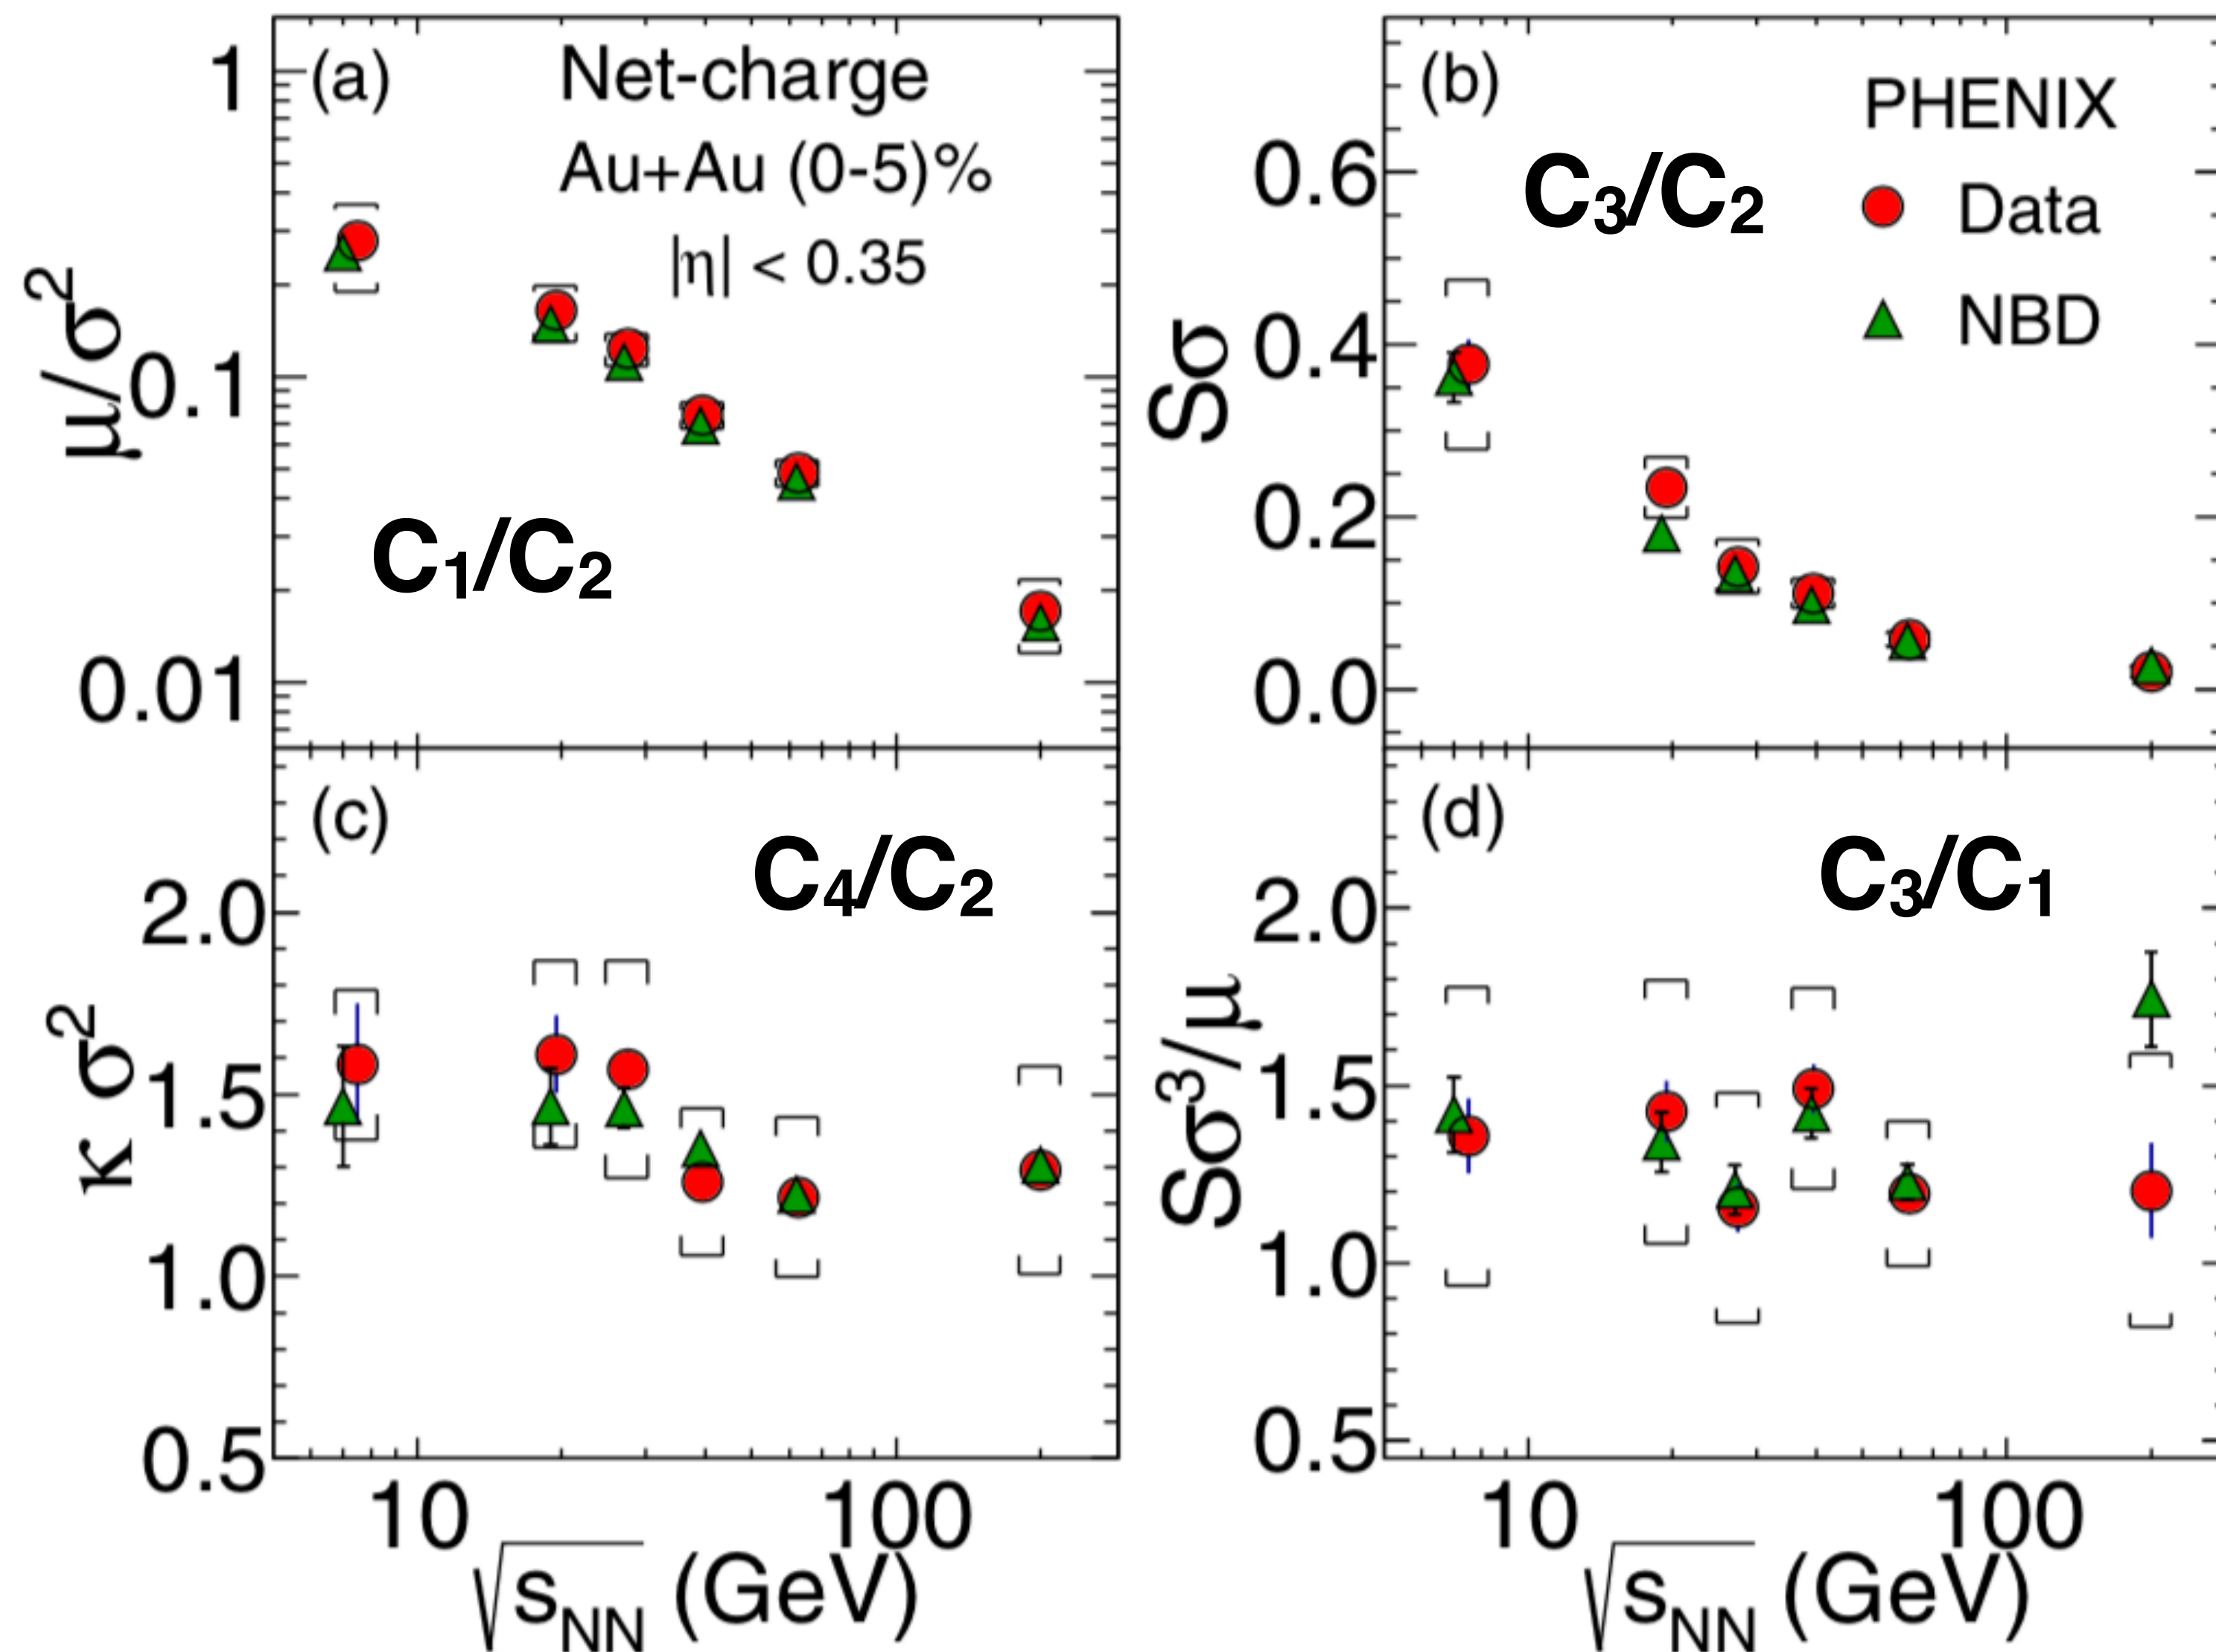 (a) Net-charge
Au+Au (0-5)%
|η| < 0.35
C₁/C₂
μ/σ²
1
0.1
0.01
(b) PHENIX
C₃/C₂
Data
NBD
Sσ
0.6
0.4
0.2
0.0
(c)
C₄/C₂
κ σ²
2.0
1.5
1.0
0.5
10 100
√sNN (GeV)
(d)
C₃/C₁
Sσ³/μ
2.0
1.5
1.0
0.5
10 100
√sNN (GeV)